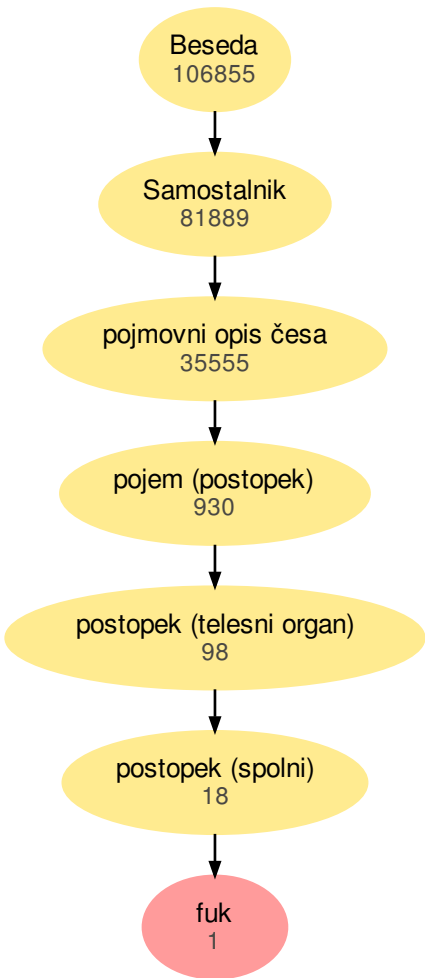 Beseda
106855
Samostalnik
81889
pojmovni opis česa
35555
pojem (postopek)
930
postopek (telesni organ)
98
postopek (spolni)
18
fuk
1